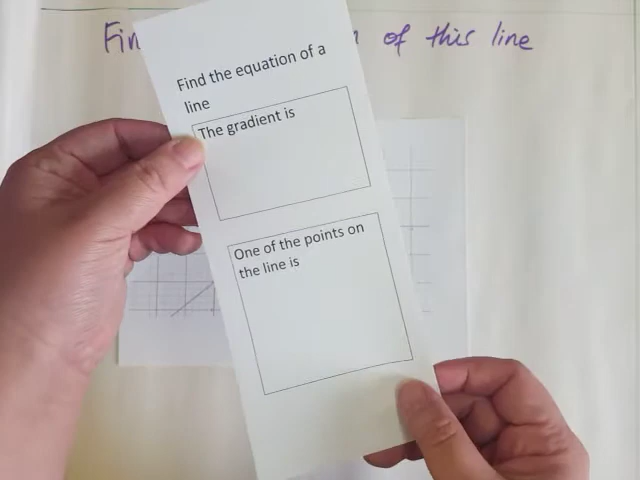 of this line
Find the equation of a
line
The gradient is
One of the points on
the line is